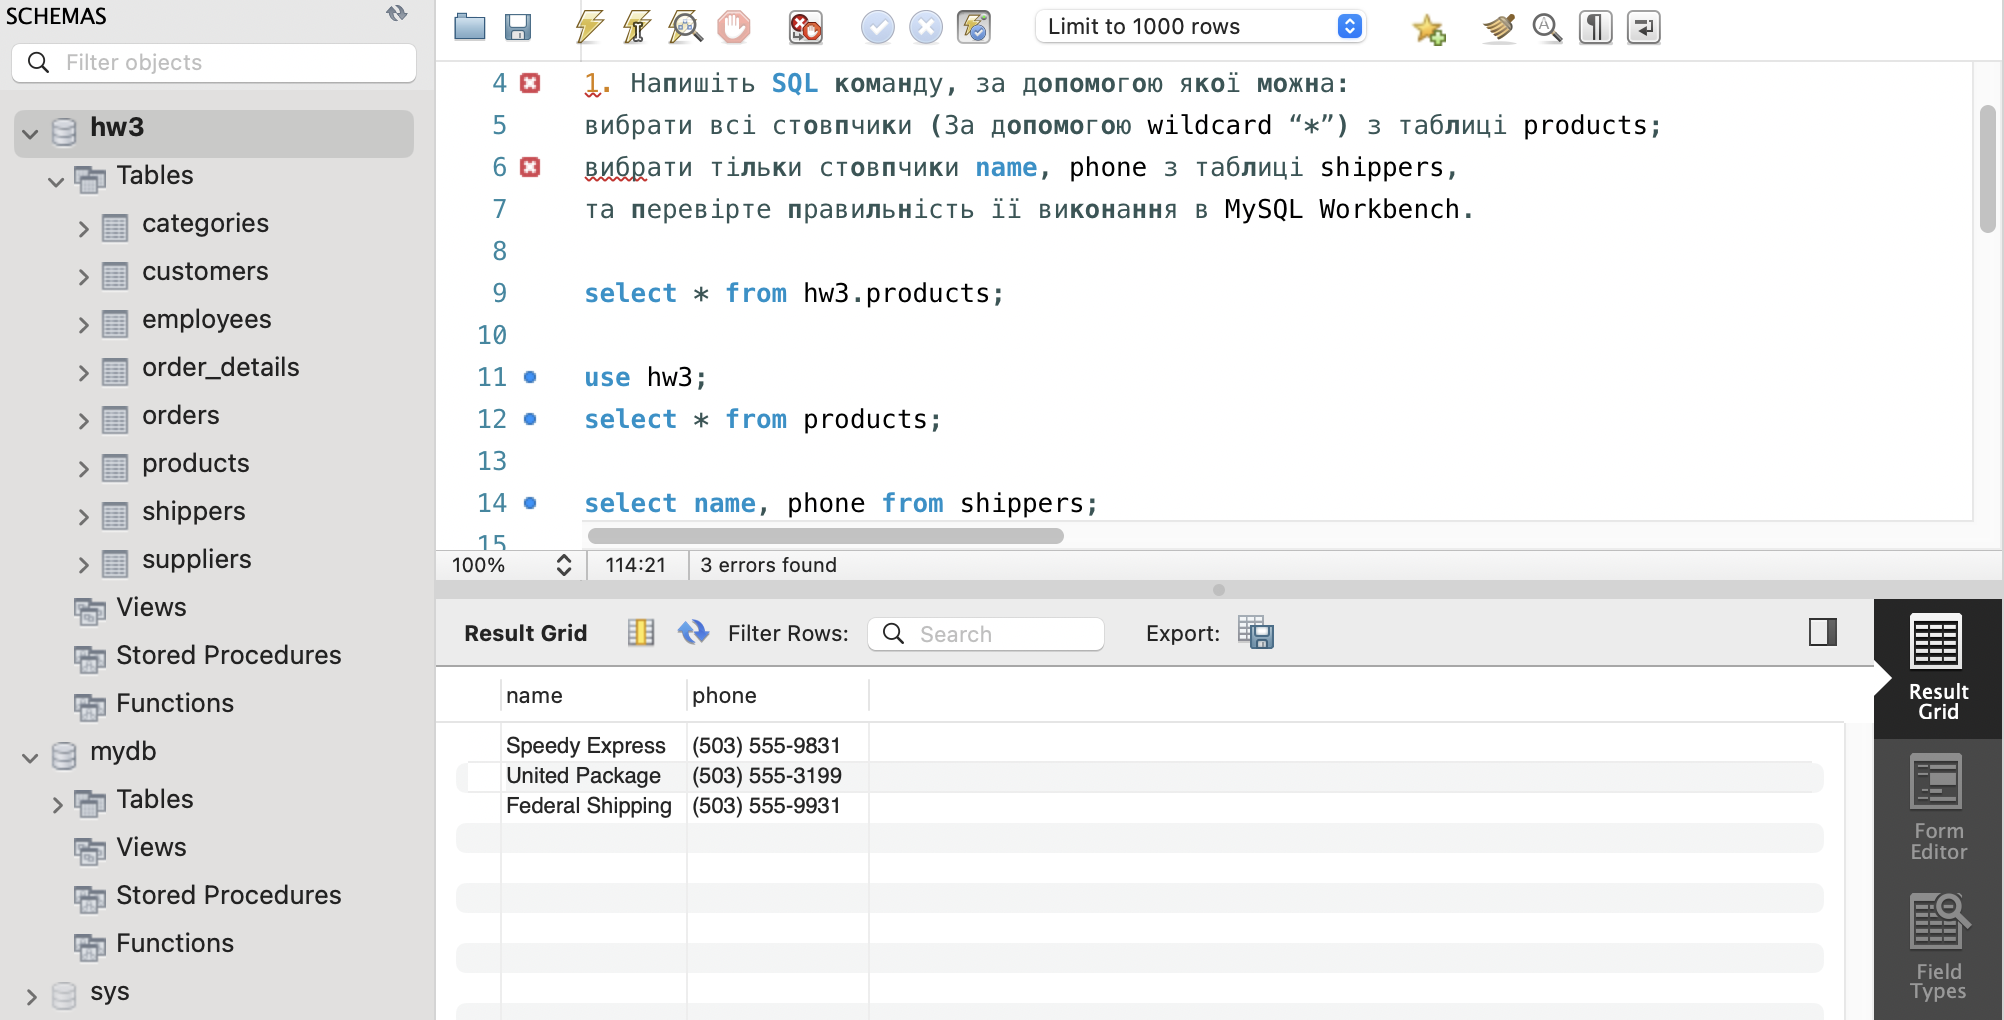 SCHEMAS
Filter objects
hw3
Tables
categories
customers
employees
order_details
orders
products
shippers
suppliers
Views
Stored Procedures
Functions
mydb
Tables
Views
Stored Procedures
Functions
sys
Limit to 1000 rows
4 1. Напишіть SQL команду, за допомогою якої можна:
5 вибрати всі стовпчики (За допомогою wildcard “*”) з таблиці products;
6 вибрати тільки стовпчики name, phone з таблиці shippers,
7 та перевірте правильність її виконання в MySQL Workbench.
8
9 select * from hw3.products;
10
11 use hw3;
12 select * from products;
13
14 select name, phone from shippers;
15
100% 114:21 3 errors found
Result Grid Filter Rows: Search Export:
name phone
Speedy Express (503) 555-9831
United Package (503) 555-3199
Federal Shipping (503) 555-9931
Result
Grid
Form
Editor
Field
Types